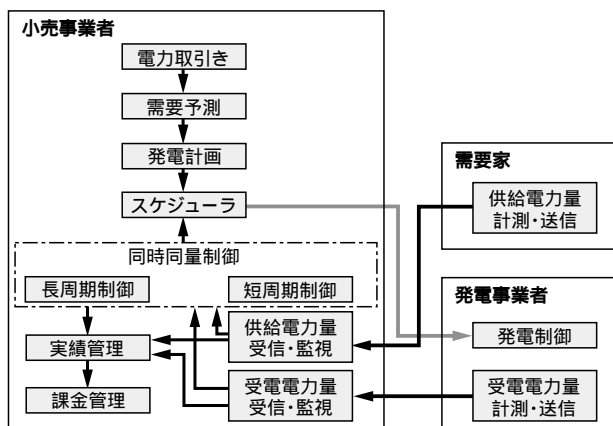 小売事業者
電力取引き
需要予測
発電計画
スケジューラ
同時同量制御
長周期制御
短周期制御
実績管理
課金管理
供給電力量
受信・監視
受電電力量
受信・監視
需要家
供給電力量
計測・送信
発電事業者
発電制御
受電電力量
計測・送信